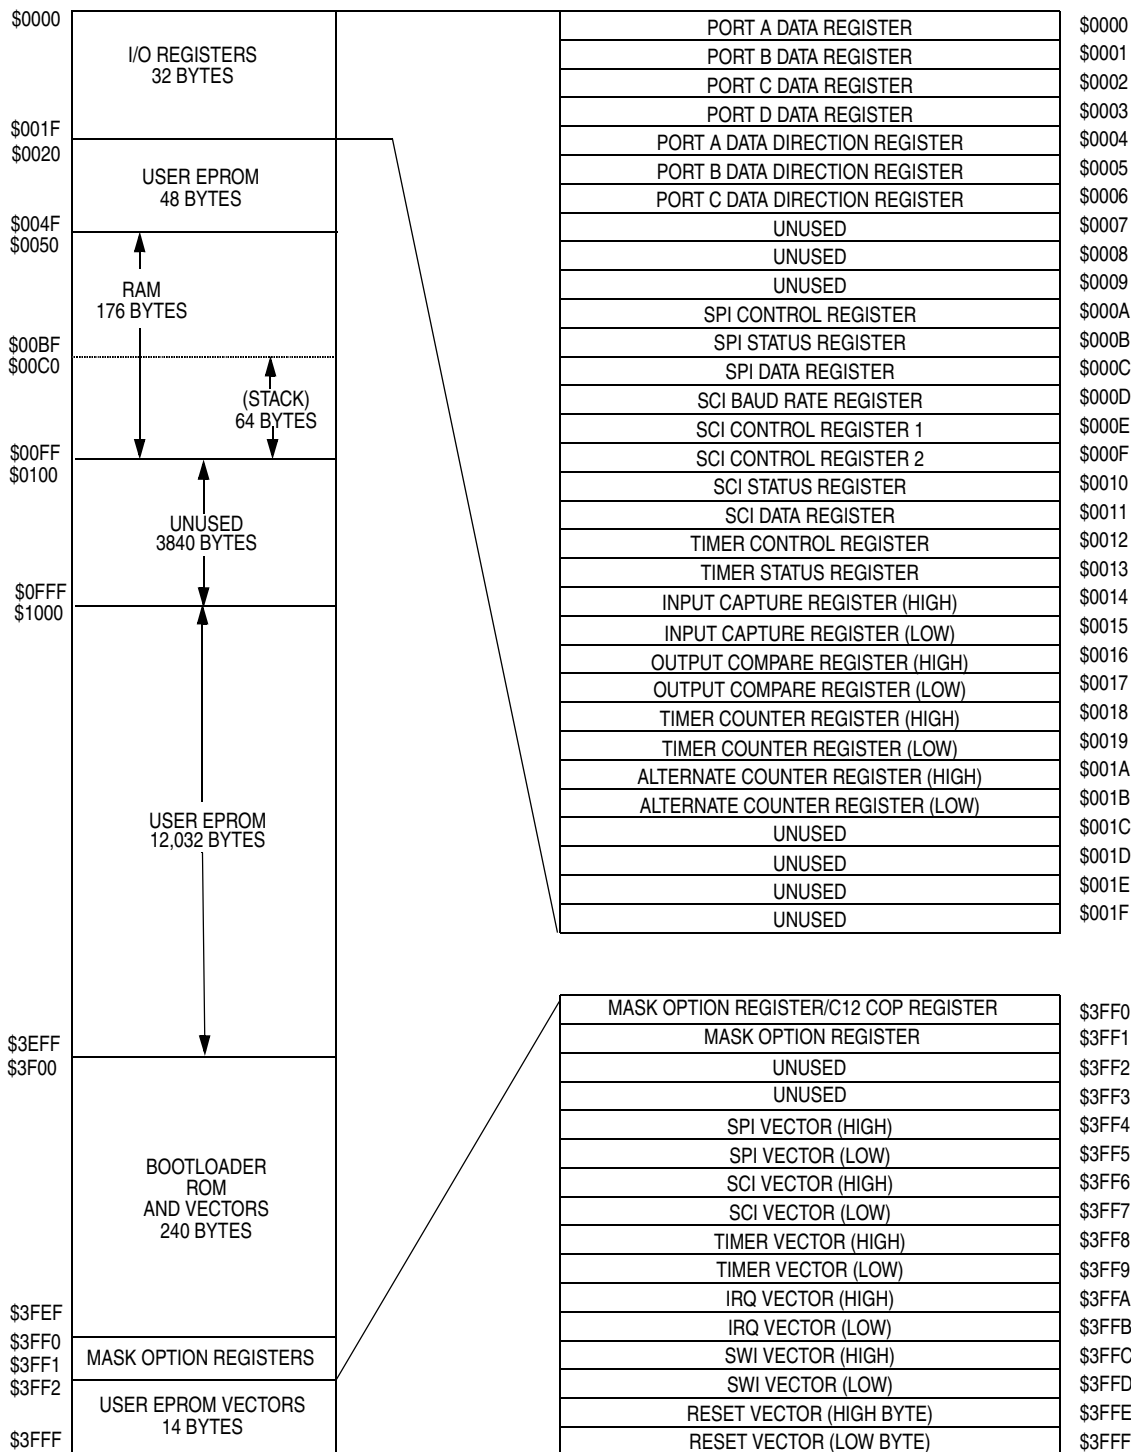 $0000
I/O REGISTERS
32 BYTES
$001F
$0020
USER EPROM
48 BYTES
$004F
$0050
RAM
176 BYTES
$00BF
$00C0
(STACK)
64 BYTES
$00FF
$0100
UNUSED
3840 BYTES
$0FFF
$1000
USER EPROM
12,032 BYTES
$3EFF
$3F00
BOOTLOADER
ROM
AND VECTORS
240 BYTES
$3FEF
$3FF0
$3FF1
MASK OPTION REGISTERS
$3FF2
USER EPROM VECTORS
14 BYTES
$3FFF
PORT A DATA REGISTER $0000
PORT B DATA REGISTER $0001
PORT C DATA REGISTER $0002
PORT D DATA REGISTER $0003
PORT A DATA DIRECTION REGISTER $0004
PORT B DATA DIRECTION REGISTER $0005
PORT C DATA DIRECTION REGISTER $0006
UNUSED $0007
UNUSED $0008
UNUSED $0009
SPI CONTROL REGISTER $000A
SPI STATUS REGISTER $000B
SPI DATA REGISTER $000C
SCI BAUD RATE REGISTER $000D
SCI CONTROL REGISTER 1 $000E
SCI CONTROL REGISTER 2 $000F
SCI STATUS REGISTER $0010
SCI DATA REGISTER $0011
TIMER CONTROL REGISTER $0012
TIMER STATUS REGISTER $0013
INPUT CAPTURE REGISTER (HIGH) $0014
INPUT CAPTURE REGISTER (LOW) $0015
OUTPUT COMPARE REGISTER (HIGH) $0016
OUTPUT COMPARE REGISTER (LOW) $0017
TIMER COUNTER REGISTER (HIGH) $0018
TIMER COUNTER REGISTER (LOW) $0019
ALTERNATE COUNTER REGISTER (HIGH) $001A
ALTERNATE COUNTER REGISTER (LOW) $001B
UNUSED $001C
UNUSED $001D
UNUSED $001E
UNUSED $001F
MASK OPTION REGISTER/C12 COP REGISTER $3FF0
MASK OPTION REGISTER $3FF1
UNUSED $3FF2
UNUSED $3FF3
SPI VECTOR (HIGH) $3FF4
SPI VECTOR (LOW) $3FF5
SCI VECTOR (HIGH) $3FF6
SCI VECTOR (LOW) $3FF7
TIMER VECTOR (HIGH) $3FF8
TIMER VECTOR (LOW) $3FF9
IRQ VECTOR (HIGH) $3FFA
IRQ VECTOR (LOW) $3FFB
SWI VECTOR (HIGH) $3FFC
SWI VECTOR (LOW) $3FFD
RESET VECTOR (HIGH BYTE) $3FFE
RESET VECTOR (LOW BYTE) $3FFF